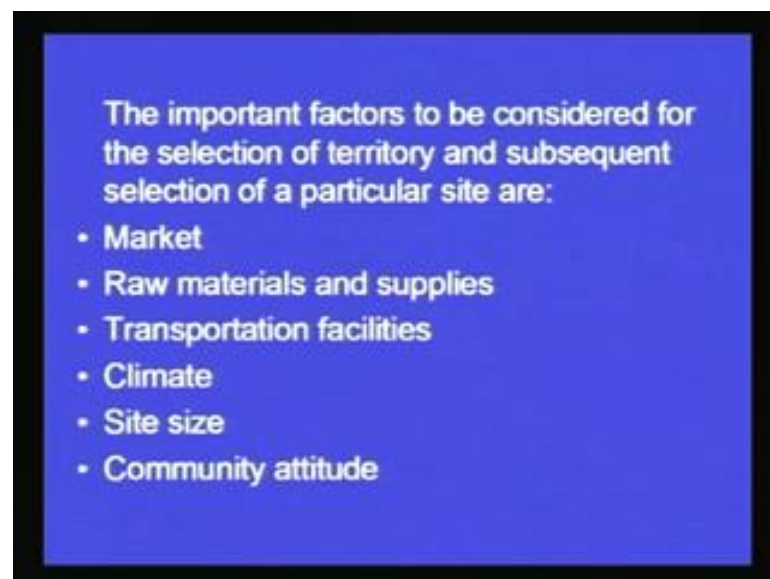 The important factors to be considered for
the selection of territory and subsequent
selection of a particular site are:
• Market
• Raw materials and supplies
• Transportation facilities
• Climate
• Site size
• Community attitude